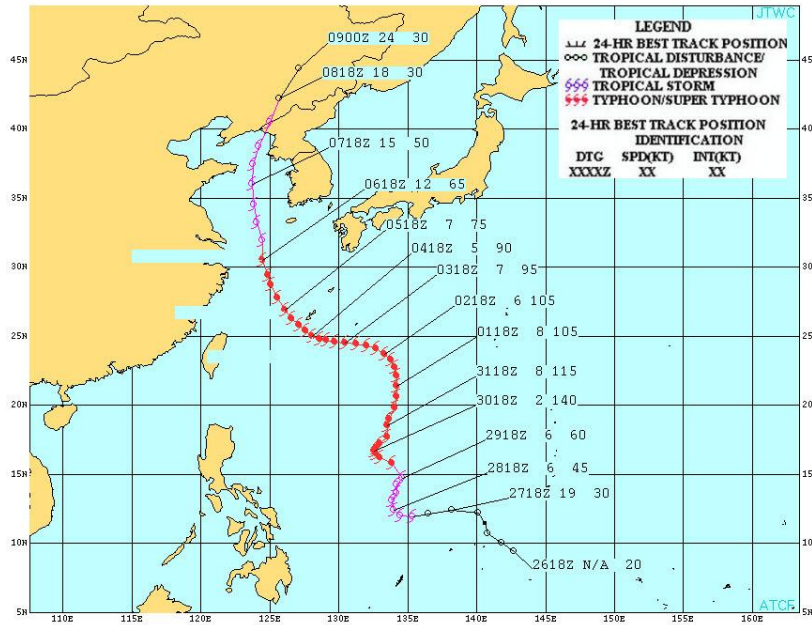 JTWC
LEGEND
24-HR BEST TRACK POSITION
TROPICAL DISTURBANCE/
TROPICAL DEPRESSION
TROPICAL STORM
TYPHOON/SUPER TYPHOON
24-HR BEST TRACK POSITION
IDENTIFICATION
DTG SPD(KT) INT(KT)
XXXXZ XX XX
0900Z 24 30
0818Z 18 30
0718Z 15 50
0618Z 12 65
0518Z 7 75
0418Z 5 90
0318Z 7 95
0218Z 6 105
0118Z 8 105
3118Z 8 115
3018Z 2 140
2918Z 6 60
2818Z 6 45
2718Z 19 30
2618Z N/A 20
45N
40N
35N
30N
25N
20N
15N
10N
5N
110E 115E 120E 125E 130E 135E 140E 145E 150E 155E 160E
ATCF